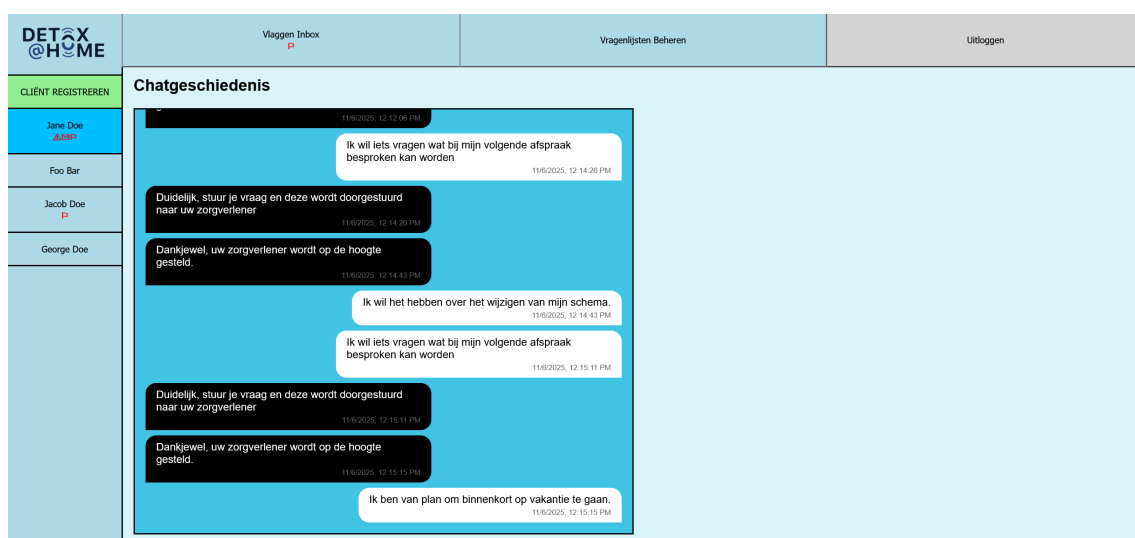 DETOX
@HOME
Vlaggen Inbox
Vragenlijsten Beheren
Uitloggen
CLIËNT REGISTREREN
Jane Doe
Foo Bar
Jacob Doe
George Doe
Chatgeschiedenis
11/6/2025, 12:12:06 PM
Ik wil iets vragen wat bij mijn volgende afspraak
besproken kan worden
11/6/2025, 12:14:26 PM
Duidelijk, stuur je vraag en deze wordt doorgestuurd
naar uw zorgverlener
11/6/2025, 12:14:26 PM
Dankjewel, uw zorgverlener wordt op de hoogte
gesteld.
11/6/2025, 12:14:43 PM
Ik wil het hebben over het wijzigen van mijn schema.
11/6/2025, 12:14:43 PM
Ik wil iets vragen wat bij mijn volgende afspraak
besproken kan worden
11/6/2025, 12:15:11 PM
Duidelijk, stuur je vraag en deze wordt doorgestuurd
naar uw zorgverlener
11/6/2025, 12:15:11 PM
Dankjewel, uw zorgverlener wordt op de hoogte
gesteld.
11/6/2025, 12:15:15 PM
Ik ben van plan om binnenkort op vakantie te gaan.
11/6/2025, 12:15:15 PM